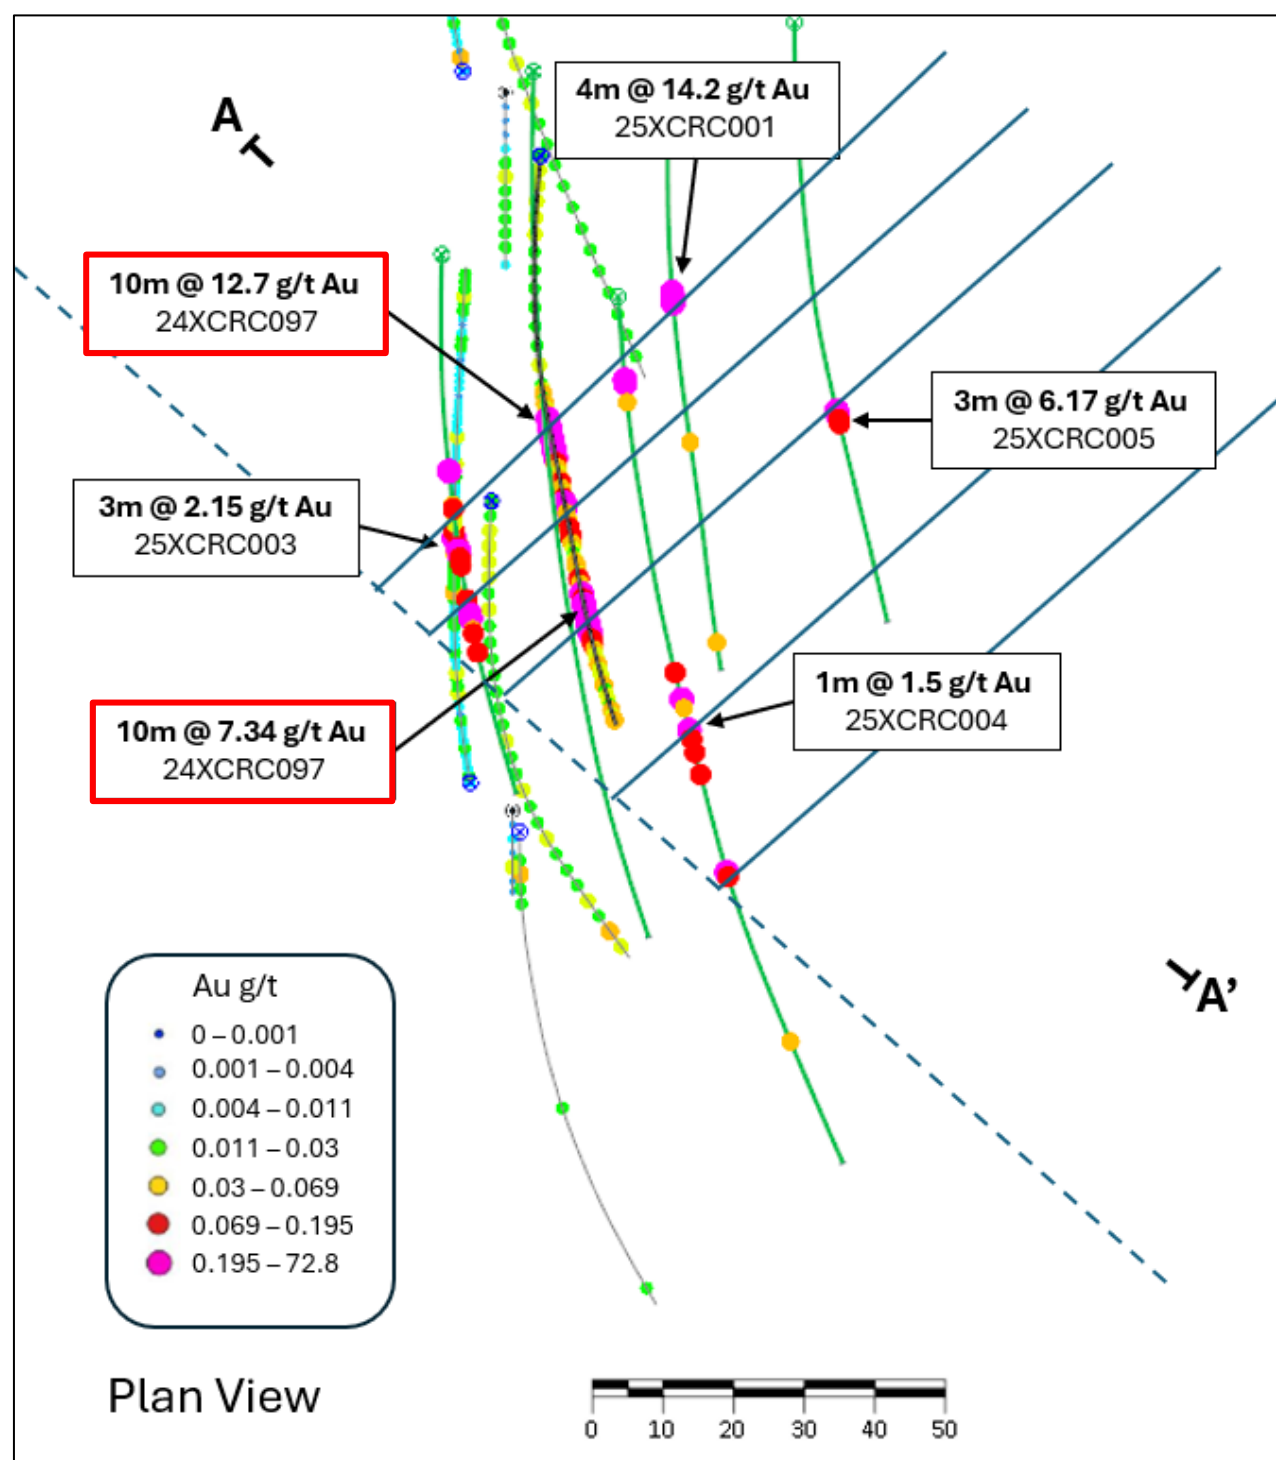 A
4m @ 14.2 g/t Au
25XCRC001
10m @ 12.7 g/t Au
24XCRC097
3m @ 6.17 g/t Au
25XCRC005
3m @ 2.15 g/t Au
25XCRC003
1m @ 1.5 g/t Au
25XCRC004
10m @ 7.34 g/t Au
24XCRC097
A'
Au g/t
0 – 0.001
0.001 – 0.004
0.004 – 0.011
0.011 – 0.03
0.03 – 0.069
0.069 – 0.195
0.195 – 72.8
Plan View
0 10 20 30 40 50